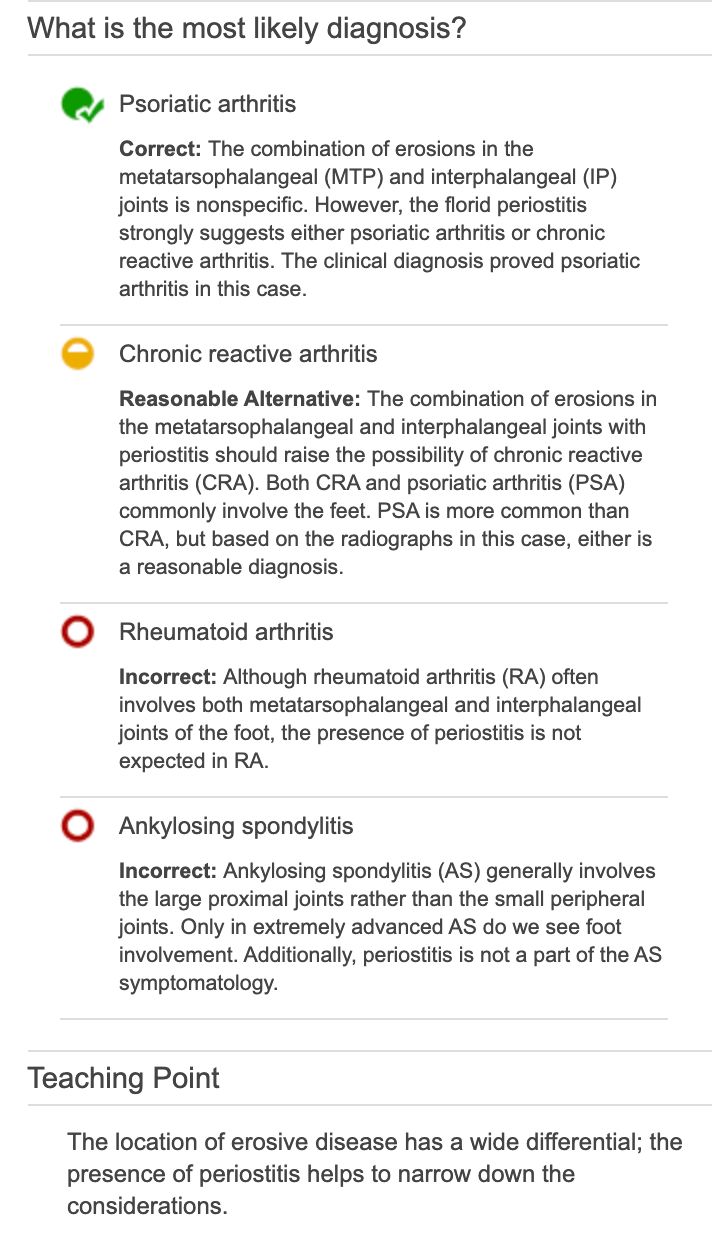 What is the most likely diagnosis?
Psoriatic arthritis
Correct: The combination of erosions in the
metatarsophalangeal (MTP) and interphalangeal (IP)
joints is nonspecific. However, the florid periostitis
strongly suggests either psoriatic arthritis or chronic
reactive arthritis. The clinical diagnosis proved psoriatic
arthritis in this case.
Chronic reactive arthritis
Reasonable Alternative: The combination of erosions in
the metatarsophalangeal and interphalangeal joints with
periostitis should raise the possibility of chronic reactive
arthritis (CRA). Both CRA and psoriatic arthritis (PSA)
commonly involve the feet. PSA is more common than
CRA, but based on the radiographs in this case, either is
a reasonable diagnosis.
Rheumatoid arthritis
Incorrect: Although rheumatoid arthritis (RA) often
involves both metatarsophalangeal and interphalangeal
joints of the foot, the presence of periostitis is not
expected in RA.
Ankylosing spondylitis
Incorrect: Ankylosing spondylitis (AS) generally involves
the large proximal joints rather than the small peripheral
joints. Only in extremely advanced AS do we see foot
involvement. Additionally, periostitis is not a part of the AS
symptomatology.
Teaching Point
The location of erosive disease has a wide differential; the
presence of periostitis helps to narrow down the
considerations.